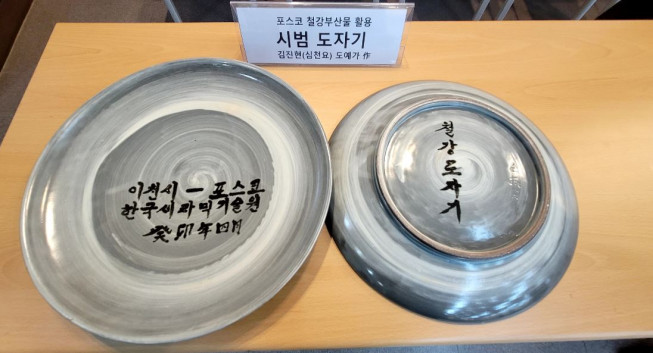 포스코 철강부산물 활용
시범 도자기
김진현(심천요) 도예가 作
이천시 — 포스코
한국세라믹기술원
癸卯年 四月
철강도자기